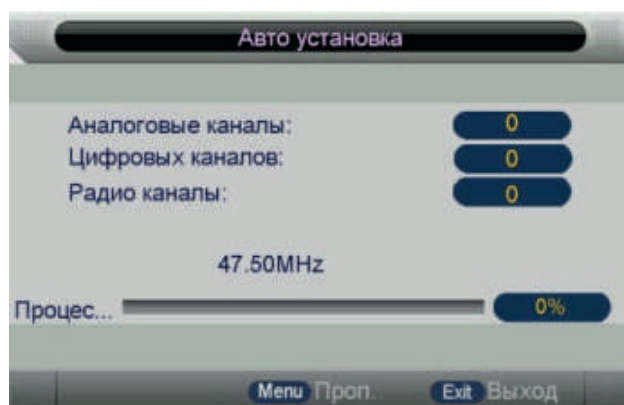 Авто установка
Аналоговые каналы: 0
Цифровых каналов: 0
Радио каналы: 0
47.50MHz
Процес... 0%
Menu Проп. Exit Выход